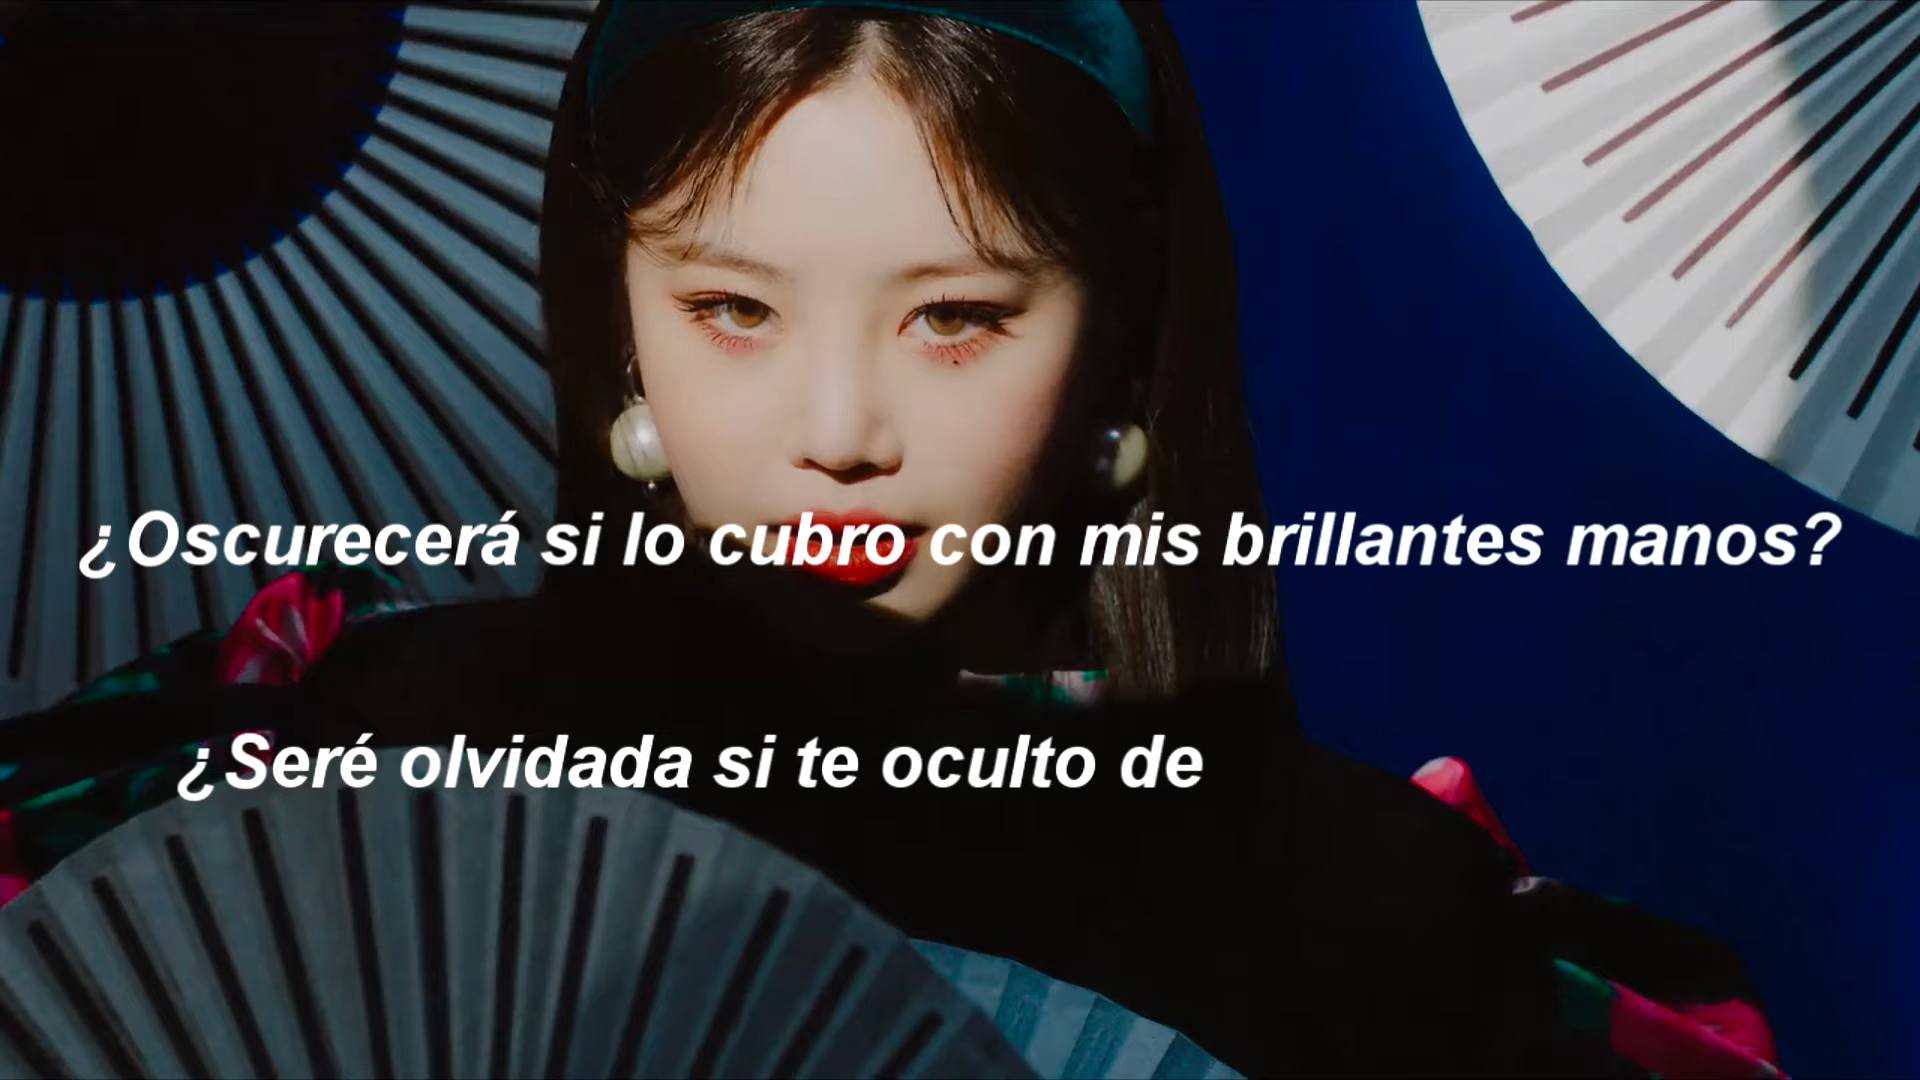 ¿Oscurecerá si lo cubro con mis brillantes manos?
¿Seré olvidada si te oculto de